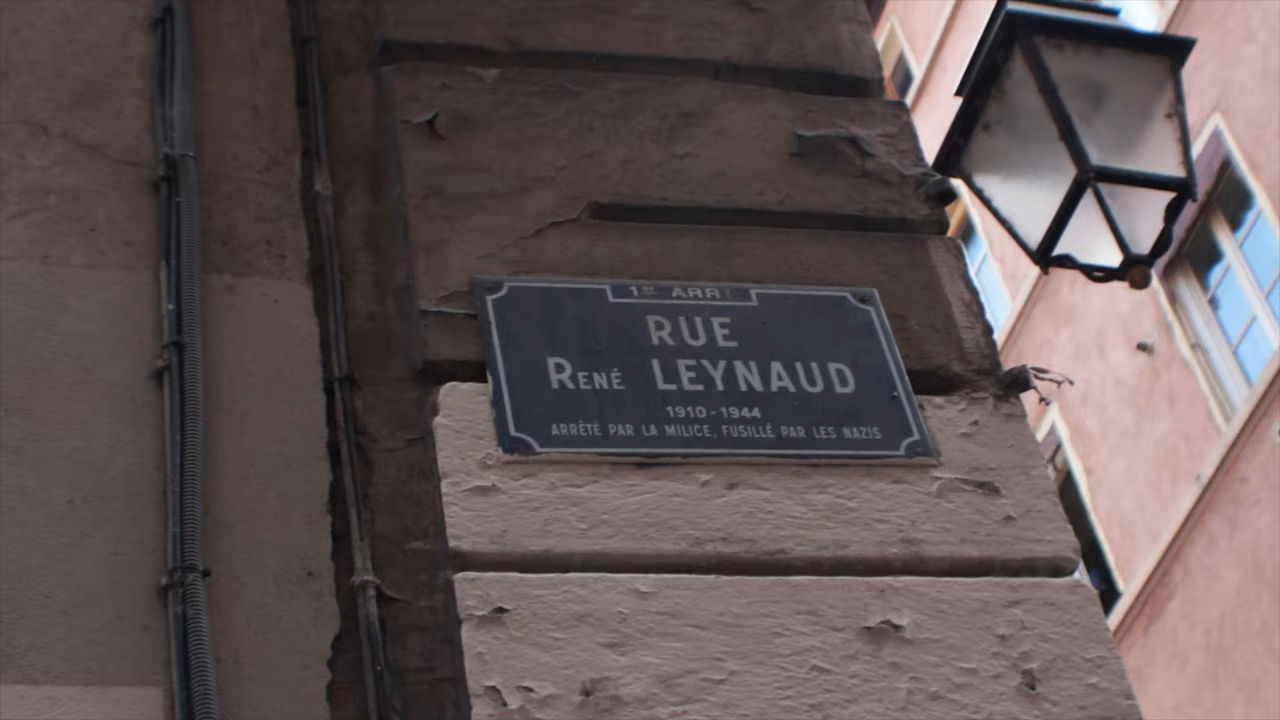 1ER ARRT
RUE
RENÉ LEYNAUD
1910-1944
ARRÊTÉ PAR LA MILICE, FUSILLÉ PAR LES NAZIS